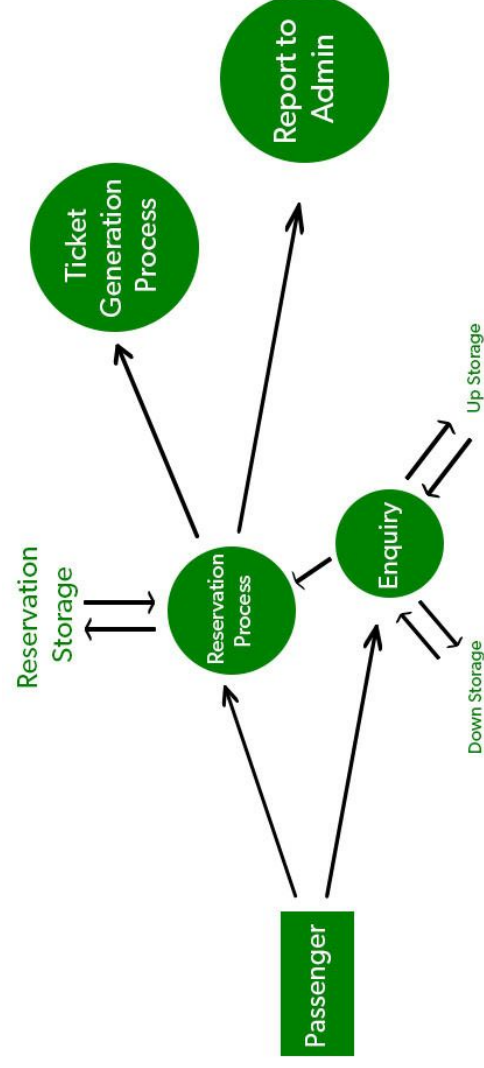 Passenger
Reservation
Storage
Reservation
Process
Enquiry
Down Storage
Up Storage
Ticket
Generation
Process
Report to
Admin